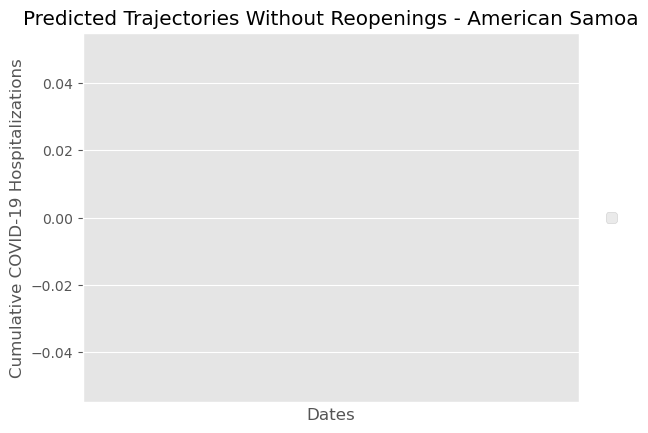 Predicted Trajectories Without Reopenings - American Samoa
Cumulative COVID-19 Hospitalizations
0.04
0.02
0.00
−0.02
−0.04
Dates